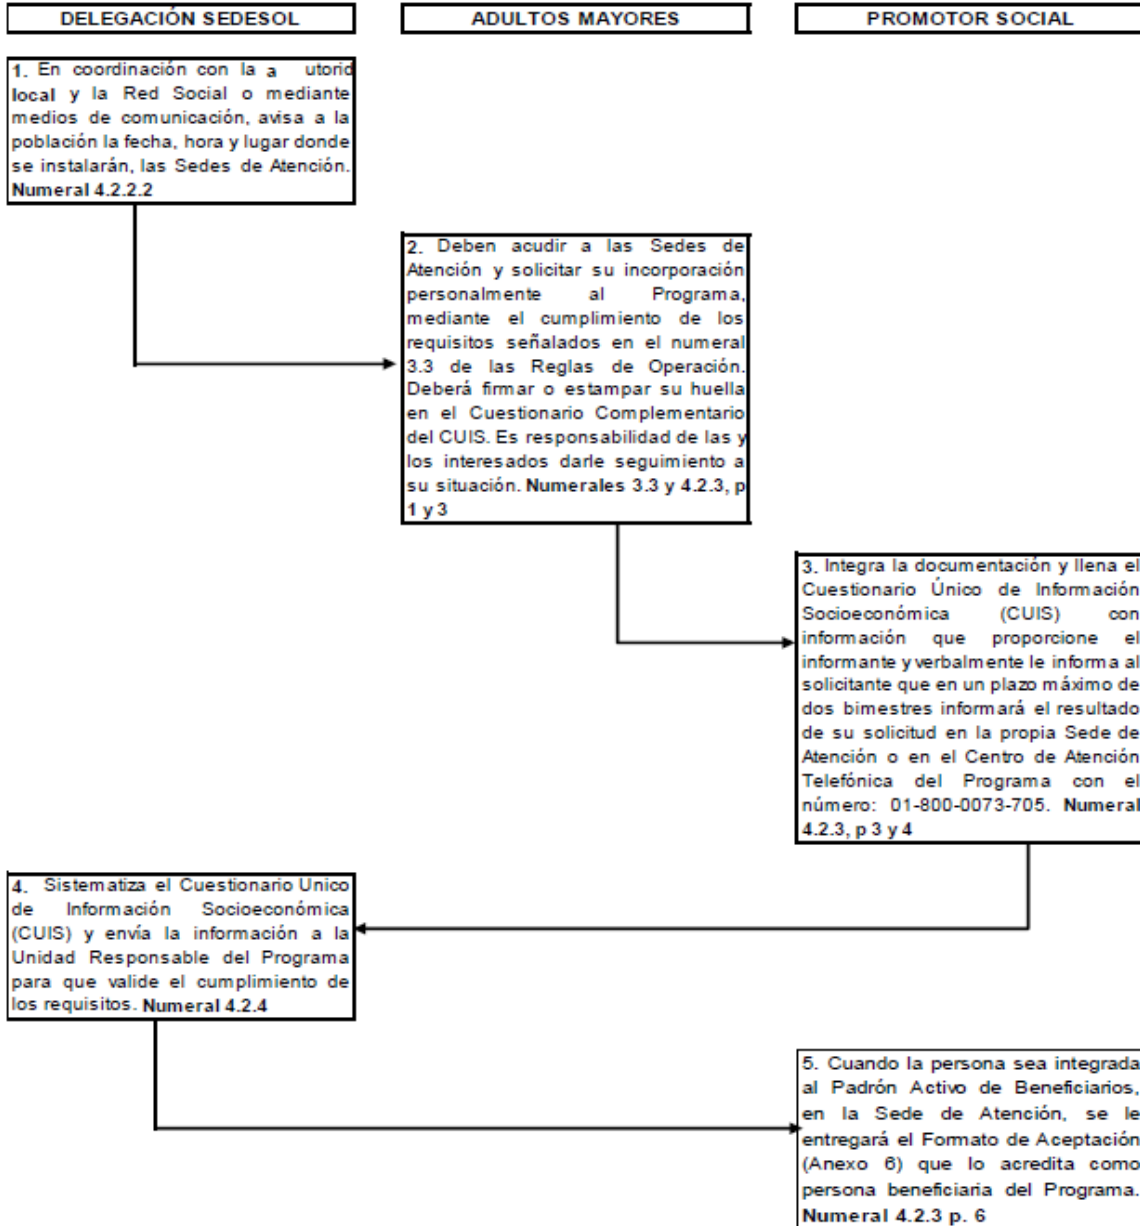 DELEGACIÓN SEDESOL
ADULTOS MAYORES
PROMOTOR SOCIAL
1. En coordinación con la a utorid
local y la Red Social o mediante
medios de comunicación, avisa a la
población la fecha, hora y lugar donde
se instalarán, las Sedes de Atención.
Numeral 4.2.2.2
2. Deben acudir a las Sedes de
Atención y solicitar su incorporación
personalmente al Programa,
mediante el cumplimiento de los
requisitos señalados en el numeral
3.3 de las Reglas de Operación.
Deberá firmar o estampar su huella
en el Cuestionario Complementario
del CUIS. Es responsabilidad de las y
los interesados darle seguimiento a
su situación. Numerales 3.3 y 4.2.3, p
1 y 3
3. Integra la documentación y llena el
Cuestionario Único de Información
Socioeconómica (CUIS) con
información que proporcione el
informante y verbalmente le informa al
solicitante que en un plazo máximo de
dos bimestres informará el resultado
de su solicitud en la propia Sede de
Atención o en el Centro de Atención
Telefónica del Programa con el
número: 01-800-0073-705. Numeral
4.2.3, p 3 y 4
4. Sistematiza el Cuestionario Unico
de Información Socioeconómica
(CUIS) y envía la información a la
Unidad Responsable del Programa
para que valide el cumplimiento de
los requisitos. Numeral 4.2.4
5. Cuando la persona sea integrada
al Padrón Activo de Beneficiarios,
en la Sede de Atención, se le
entregará el Formato de Aceptación
(Anexo 6) que lo acredita como
persona beneficiaria del Programa.
Numeral 4.2.3 p. 6